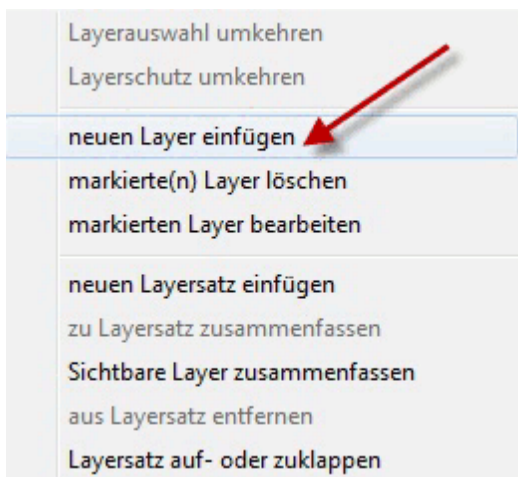 Layerauswahl umkehren
Layerschutz umkehren
neuen Layer einfügen
markierte(n) Layer löschen
markierten Layer bearbeiten
neuen Layersatz einfügen
zu Layersatz zusammenfassen
Sichtbare Layer zusammenfassen
aus Layersatz entfernen
Layersatz auf- oder zuklappen